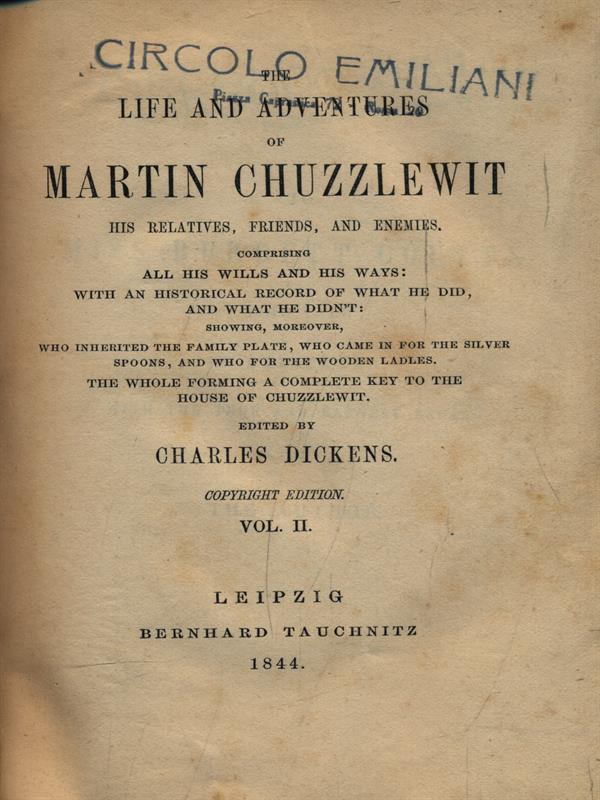 CIRCOLO EMILIANI
THE
LIFE AND ADVENTURES
OF
MARTIN CHUZZLEWIT
HIS RELATIVES, FRIENDS, AND ENEMIES.
COMPRISING
ALL HIS WILLS AND HIS WAYS:
WITH AN HISTORICAL RECORD OF WHAT HE DID,
AND WHAT HE DIDN'T:
SHOWING, MOREOVER,
WHO INHERITED THE FAMILY PLATE, WHO CAME IN FOR THE SILVER
SPOONS, AND WHO FOR THE WOODEN LADLES.
THE WHOLE FORMING A COMPLETE KEY TO THE
HOUSE OF CHUZZLEWIT.
EDITED BY
CHARLES DICKENS.
COPYRIGHT EDITION.
VOL. II.
LEIPZIG
BERNHARD TAUCHNITZ
1844.